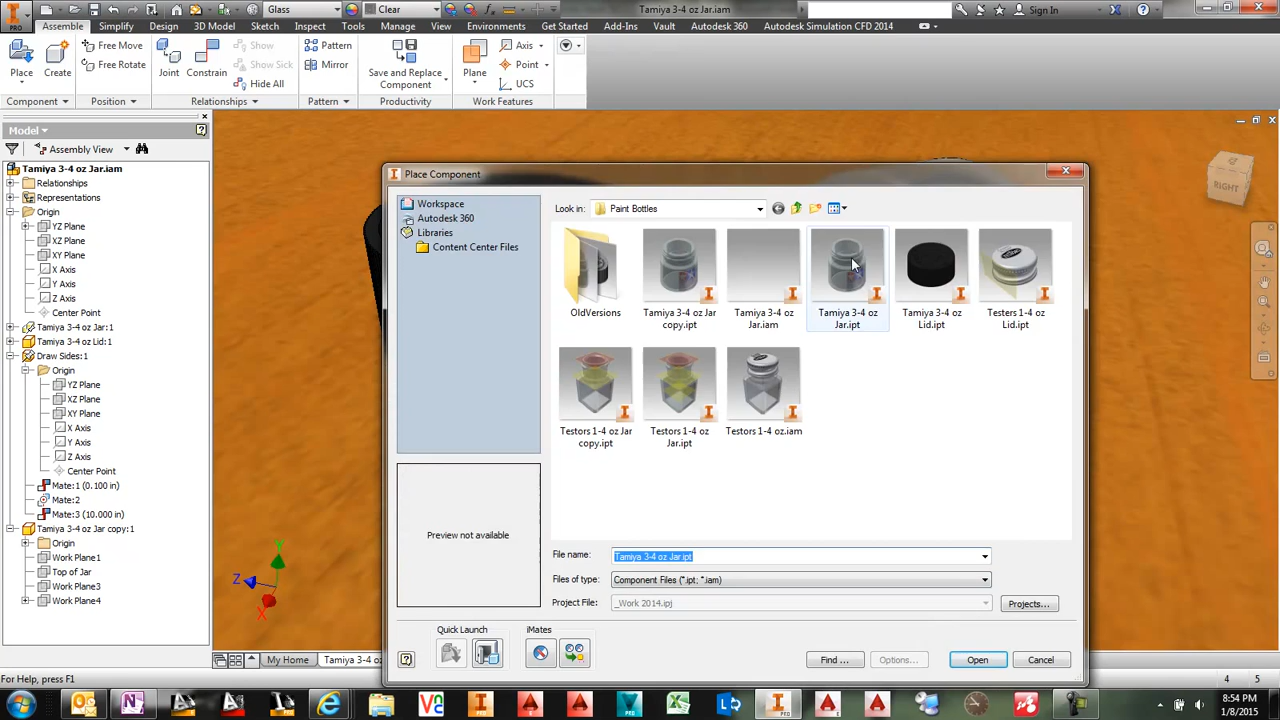 PRO
Glass
Clear
Tamiya 3-4 oz Jar.iam
Sign In
Assemble Simplify Design 3D Model Sketch Inspect Tools Manage View Environments Get Started Add-Ins Vault Autodesk 360 Autodesk Simulation CFD 2014
Place
Create
Free Move
Free Rotate
Joint
Constrain
Show
Show Sick
Hide All
Pattern
Mirror
Save and Replace
Component
Plane
Axis
Point
UCS
Component Position Relationships Pattern Productivity Work Features
Model
Assembly View
Tamiya 3-4 oz Jar.iam
Relationships
Representations
Origin
YZ Plane
XZ Plane
XY Plane
X Axis
Y Axis
Z Axis
Center Point
Tamiya 3-4 oz Jar:1
Tamiya 3-4 oz Lid:1
Draw Sides:1
Origin
YZ Plane
XZ Plane
XY Plane
X Axis
Y Axis
Z Axis
Center Point
Mate:1 (0.100 in)
Mate:2
Mate:3 (10.000 in)
Tamiya 3-4 oz Jar copy:1
Origin
Work Plane1
Top of Jar
Work Plane3
Work Plane4
RIGHT
Y
Z
X
Place Component
Workspace
Autodesk 360
Libraries
Content Center Files
Look in: Paint Bottles
OldVersions
Tamiya 3-4 oz Jar
copy.ipt
Tamiya 3-4 oz
Jar.iam
Tamiya 3-4 oz
Jar.ipt
Tamiya 3-4 oz
Lid.ipt
Testers 1-4 oz
Lid.ipt
Testors 1-4 oz Jar
copy.ipt
Testors 1-4 oz
Jar.ipt
Testors 1-4 oz.iam
Preview not available
File name: Tamiya 3-4 oz Jar.ipt
Files of type: Component Files (*.ipt; *.iam)
Project File: _Work 2014.ipj
Projects...
Quick Launch
iMates
Find ...
Options...
Open
Cancel
My Home
Tamiya 3-4 oz
For Help, press F1
4 5
8:54 PM
1/8/2015